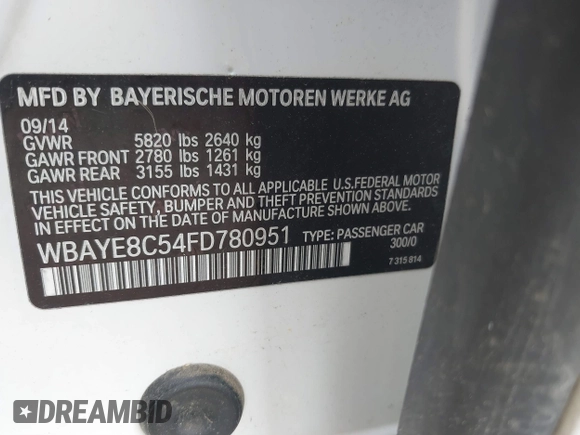 MFD BY BAYERISCHE MOTOREN WERKE AG
09/14
GVWR 5820 lbs 2640 kg
GAWR FRONT 2780 lbs 1261 kg
GAWR REAR 3155 lbs 1431 kg
THIS VEHICLE CONFORMS TO ALL APPLICABLE U.S.FEDERAL MOTOR
VEHICLE SAFETY, BUMPER AND THEFT PREVENTION STANDARDS
IN EFFECT ON THE DATE OF MANUFACTURE SHOWN ABOVE.
WBAYE8C54FD780951 TYPE: PASSENGER CAR
300/0
7 315 814
DREAMBID